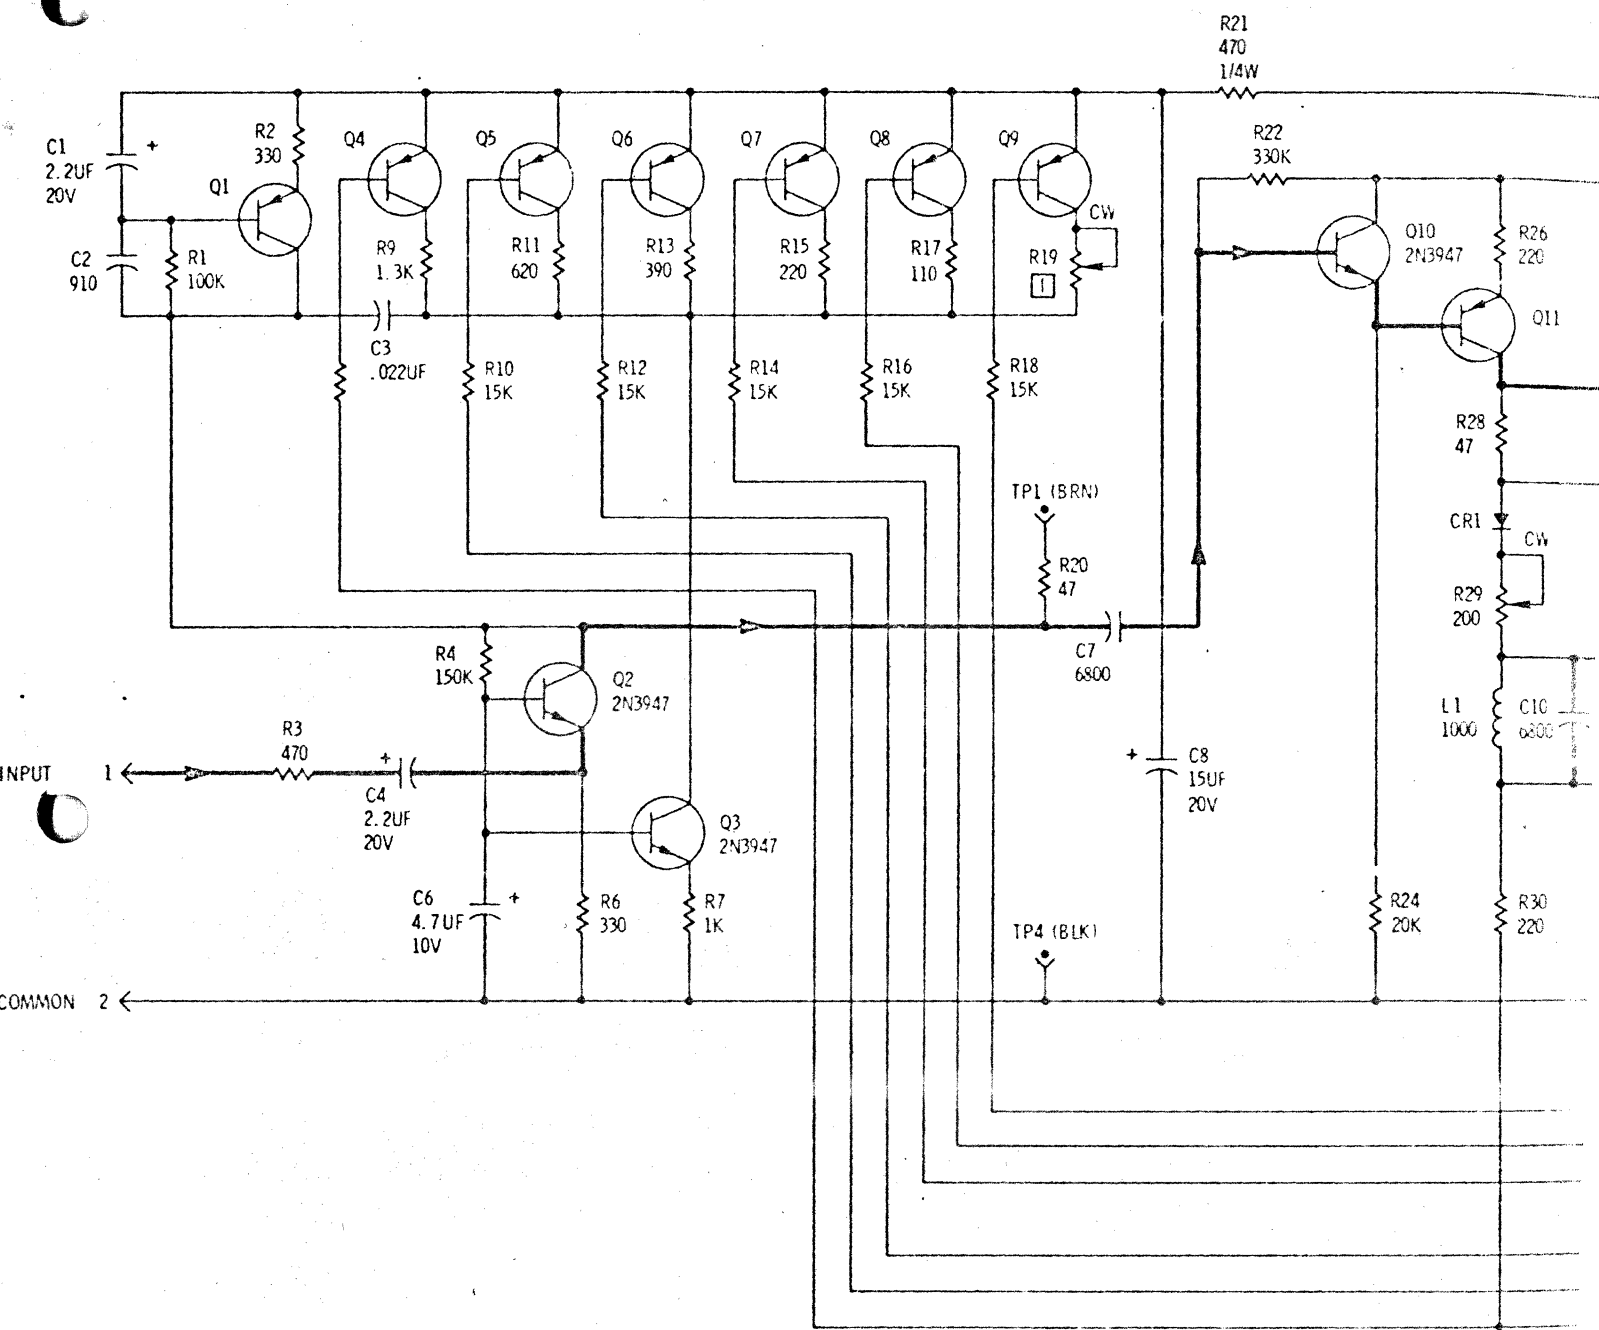 R21
470
1/4W
R22
330K
C1
2.2UF
20V
+
R2
330
Q1
Q4
Q5
Q6
Q7
Q8
Q9
CW
C2
910
R1
100K
R9
1.3K
R11
620
R13
390
R15
220
R17
110
R19
1
Q10
2N3947
R26
220
Q11
C3
.022UF
R10
15K
R12
15K
R14
15K
R16
15K
R18
15K
R28
47
TP1 (BRN)
CR1
CW
R20
47
R29
200
C7
6800
R4
150K
Q2
2N3947
L1
1000
C10
6800
R3
470
INPUT 1
+
C4
2.2UF
20V
+
C8
15UF
20V
Q3
2N3947
C6
4.7UF
10V
+
R6
330
R7
1K
TP4 (BLK)
R24
20K
R30
220
COMMON 2